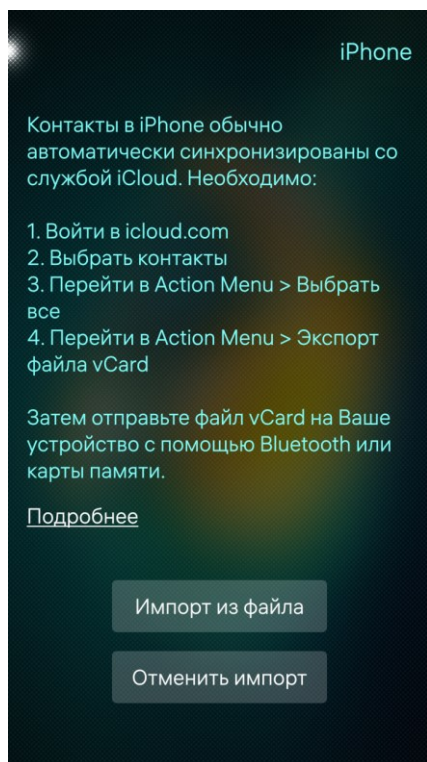 iPhone
Контакты в iPhone обычно
автоматически синхронизированы со
службой iCloud. Необходимо:
1. Войти в icloud.com
2. Выбрать контакты
3. Перейти в Action Menu > Выбрать
все
4. Перейти в Action Menu > Экспорт
файла vCard
Затем отправьте файл vCard на Ваше
устройство с помощью Bluetooth или
карты памяти.
Подробнее
Импорт из файла
Отменить импорт